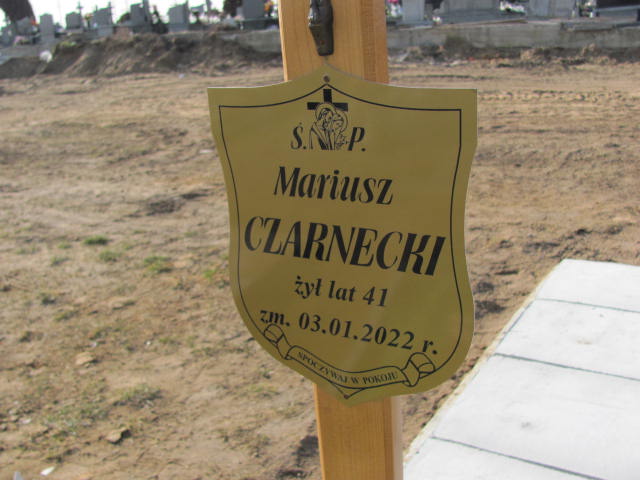 Ś. P.
Mariusz
CZARNECKI
żył lat 41
zm. 03.01.2022 r.
SPOCZYWAJ W POKOJU